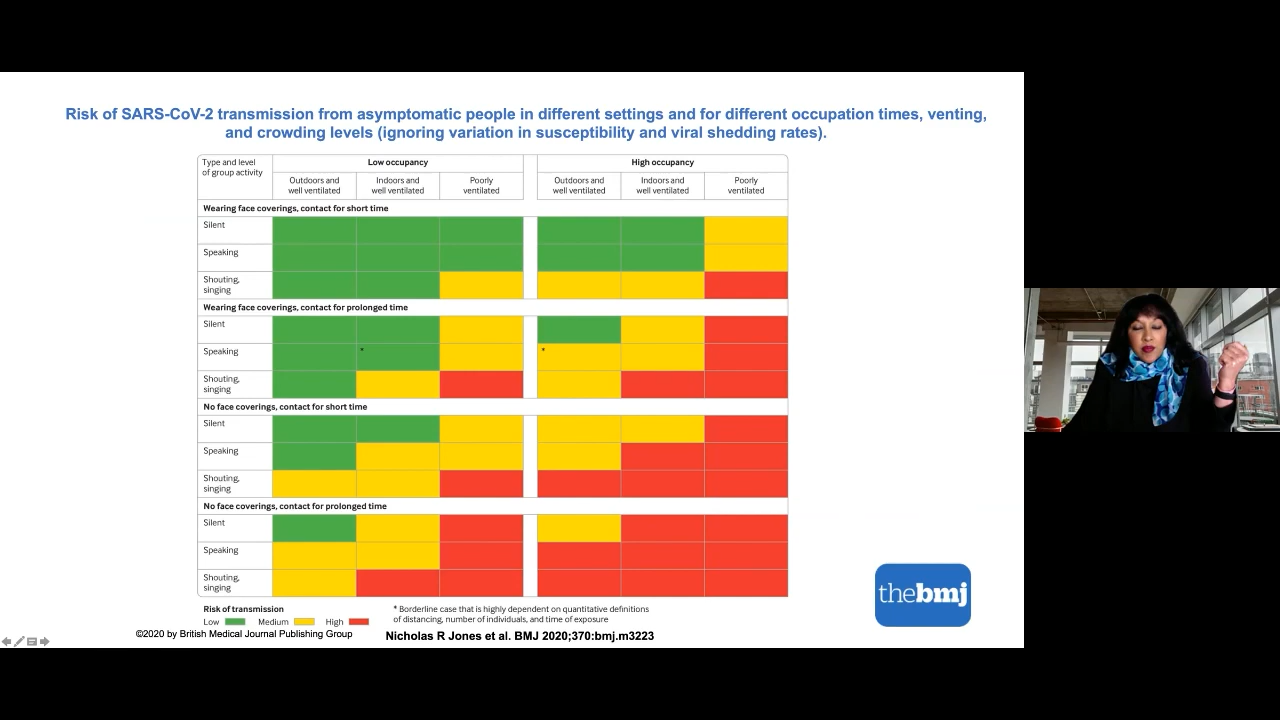 Risk of SARS-CoV-2 transmission from asymptomatic people in different settings and for different occupation times, venting,
and crowding levels (ignoring variation in susceptibility and viral shedding rates).
Type and level
of group activity
Low occupancy
High occupancy
Outdoors and
well ventilated
Indoors and
well ventilated
Poorly
ventilated
Outdoors and
well ventilated
Indoors and
well ventilated
Poorly
ventilated
Wearing face coverings, contact for short time
Silent
Speaking
Shouting,
singing
Wearing face coverings, contact for prolonged time
Silent
Speaking
*
*
Shouting,
singing
No face coverings, contact for short time
Silent
Speaking
Shouting,
singing
No face coverings, contact for prolonged time
Silent
Speaking
Shouting,
singing
Risk of transmission
Low
Medium
High
* Borderline case that is highly dependent on quantitative definitions
of distancing, number of individuals, and time of exposure
©2020 by British Medical Journal Publishing Group
Nicholas R Jones et al. BMJ 2020;370:bmj.m3223
thebmj